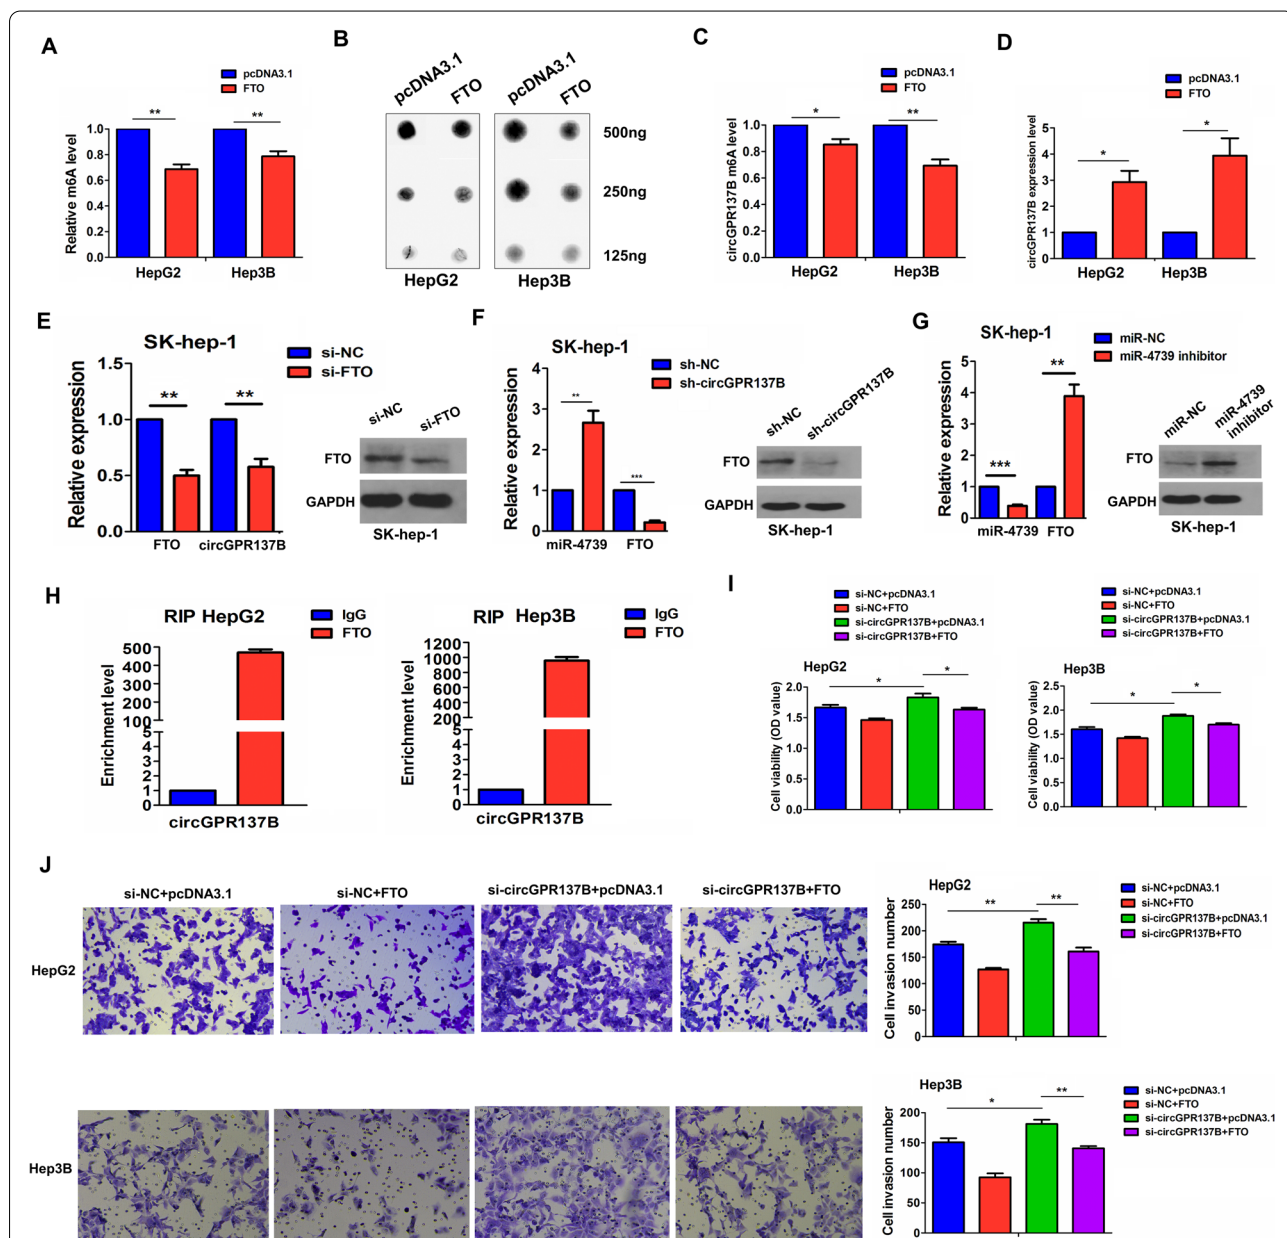 A
pcDNA3.1
FTO
**
**
Relative m6A level
1.0
0.8
0.6
0.4
0.2
0.0
HepG2
Hep3B
B
pcDNA3.1
FTO
pcDNA3.1
FTO
500ng
250ng
125ng
HepG2
Hep3B
C
pcDNA3.1
FTO
*
**
circGPR137B m6A level
1.0
0.8
0.6
0.4
0.2
0.0
HepG2
Hep3B
D
pcDNA3.1
FTO
*
*
circGPR137B expression level
5
4
3
2
1
0
HepG2
Hep3B
E
SK-hep-1
si-NC
si-FTO
**
**
Relative expression
1.5
1.0
0.5
0.0
FTO
circGPR137B
si-NC
si-FTO
FTO
GAPDH
SK-hep-1
F
SK-hep-1
sh-NC
sh-circGPR137B
**
***
Relative expression
4
3
2
1
0
miR-4739
FTO
sh-NC
sh-circGPR137B
FTO
GAPDH
SK-hep-1
G
SK-hep-1
miR-NC
miR-4739 inhibitor
***
**
Relative expression
5
4
3
2
1
0
miR-4739
FTO
miR-NC
miR-4739
inhibitor
FTO
GAPDH
SK-hep-1
H
RIP HepG2
IgG
FTO
Enrichment level
500
400
300
200
100
5
4
3
2
1
0
circGPR137B
RIP Hep3B
IgG
FTO
Enrichment level
1200
1000
800
600
400
200
5
4
3
2
1
0
circGPR137B
I
si-NC+pcDNA3.1
si-NC+FTO
si-circGPR137B+pcDNA3.1
si-circGPR137B+FTO
HepG2
*
*
Cell viability (OD value)
2.0
1.5
1.0
0.5
0.0
si-NC+pcDNA3.1
si-NC+FTO
si-circGPR137B+pcDNA3.1
si-circGPR137B+FTO
Hep3B
*
*
Cell viability (OD value)
2.5
2.0
1.5
1.0
0.5
0.0
J
si-NC+pcDNA3.1
si-NC+FTO
si-circGPR137B+pcDNA3.1
si-circGPR137B+FTO
HepG2
HepG2
**
**
Cell invasion number
250
200
150
100
50
0
si-NC+pcDNA3.1
si-NC+FTO
si-circGPR137B+pcDNA3.1
si-circGPR137B+FTO
Hep3B
Hep3B
*
**
Cell invasion number
200
150
100
50
0
si-NC+pcDNA3.1
si-NC+FTO
si-circGPR137B+pcDNA3.1
si-circGPR137B+FTO